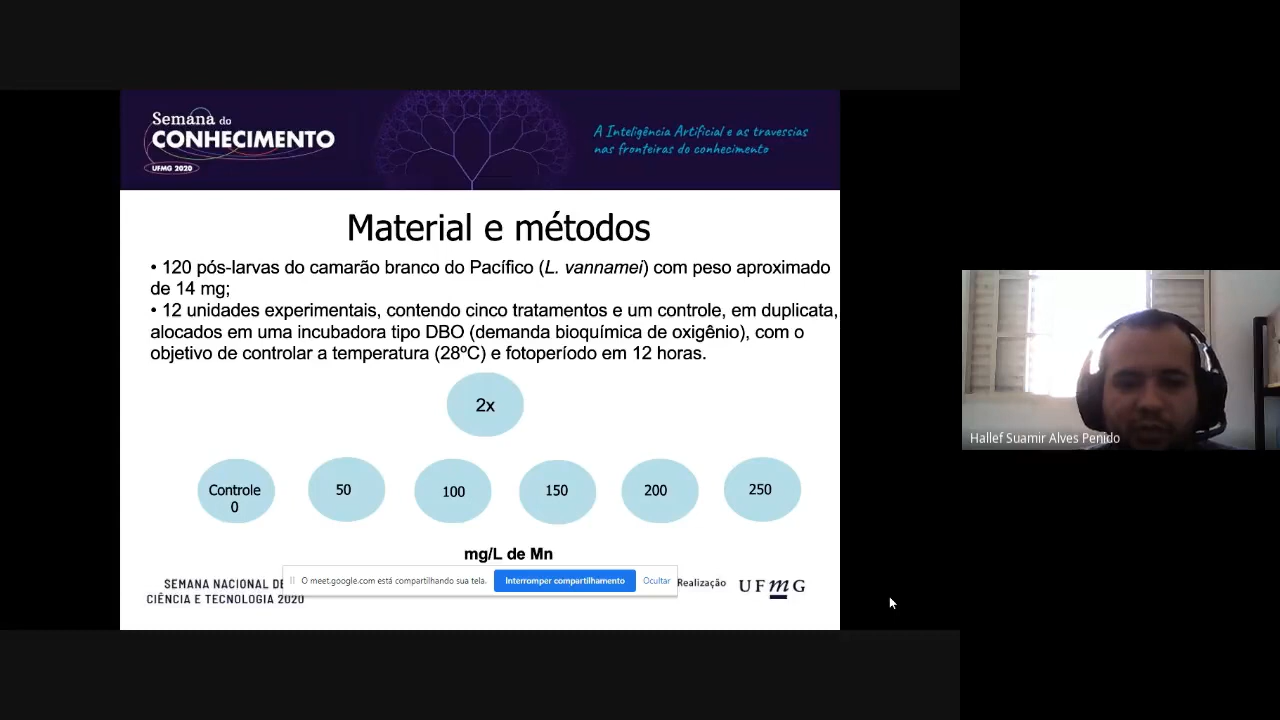 Semana do
CONHECIMENTO
UFMG 2020
A Inteligência Artificial e as travessias
nas fronteiras do conhecimento
Material e métodos
• 120 pós-larvas do camarão branco do Pacífico (L. vannamei) com peso aproximado
de 14 mg;
• 12 unidades experimentais, contendo cinco tratamentos e um controle, em duplicata,
alocados em uma incubadora tipo DBO (demanda bioquímica de oxigênio), com o
objetivo de controlar a temperatura (28ºC) e fotoperíodo em 12 horas.
2x
Controle
0
50
100
150
200
250
mg/L de Mn
SEMANA NACIONAL DE
CIÊNCIA E TECNOLOGIA 2020
O meet.google.com está compartilhando sua tela.
Interromper compartilhamento
Ocultar
Realização
UFmG
Hallef Suamir Alves Penido